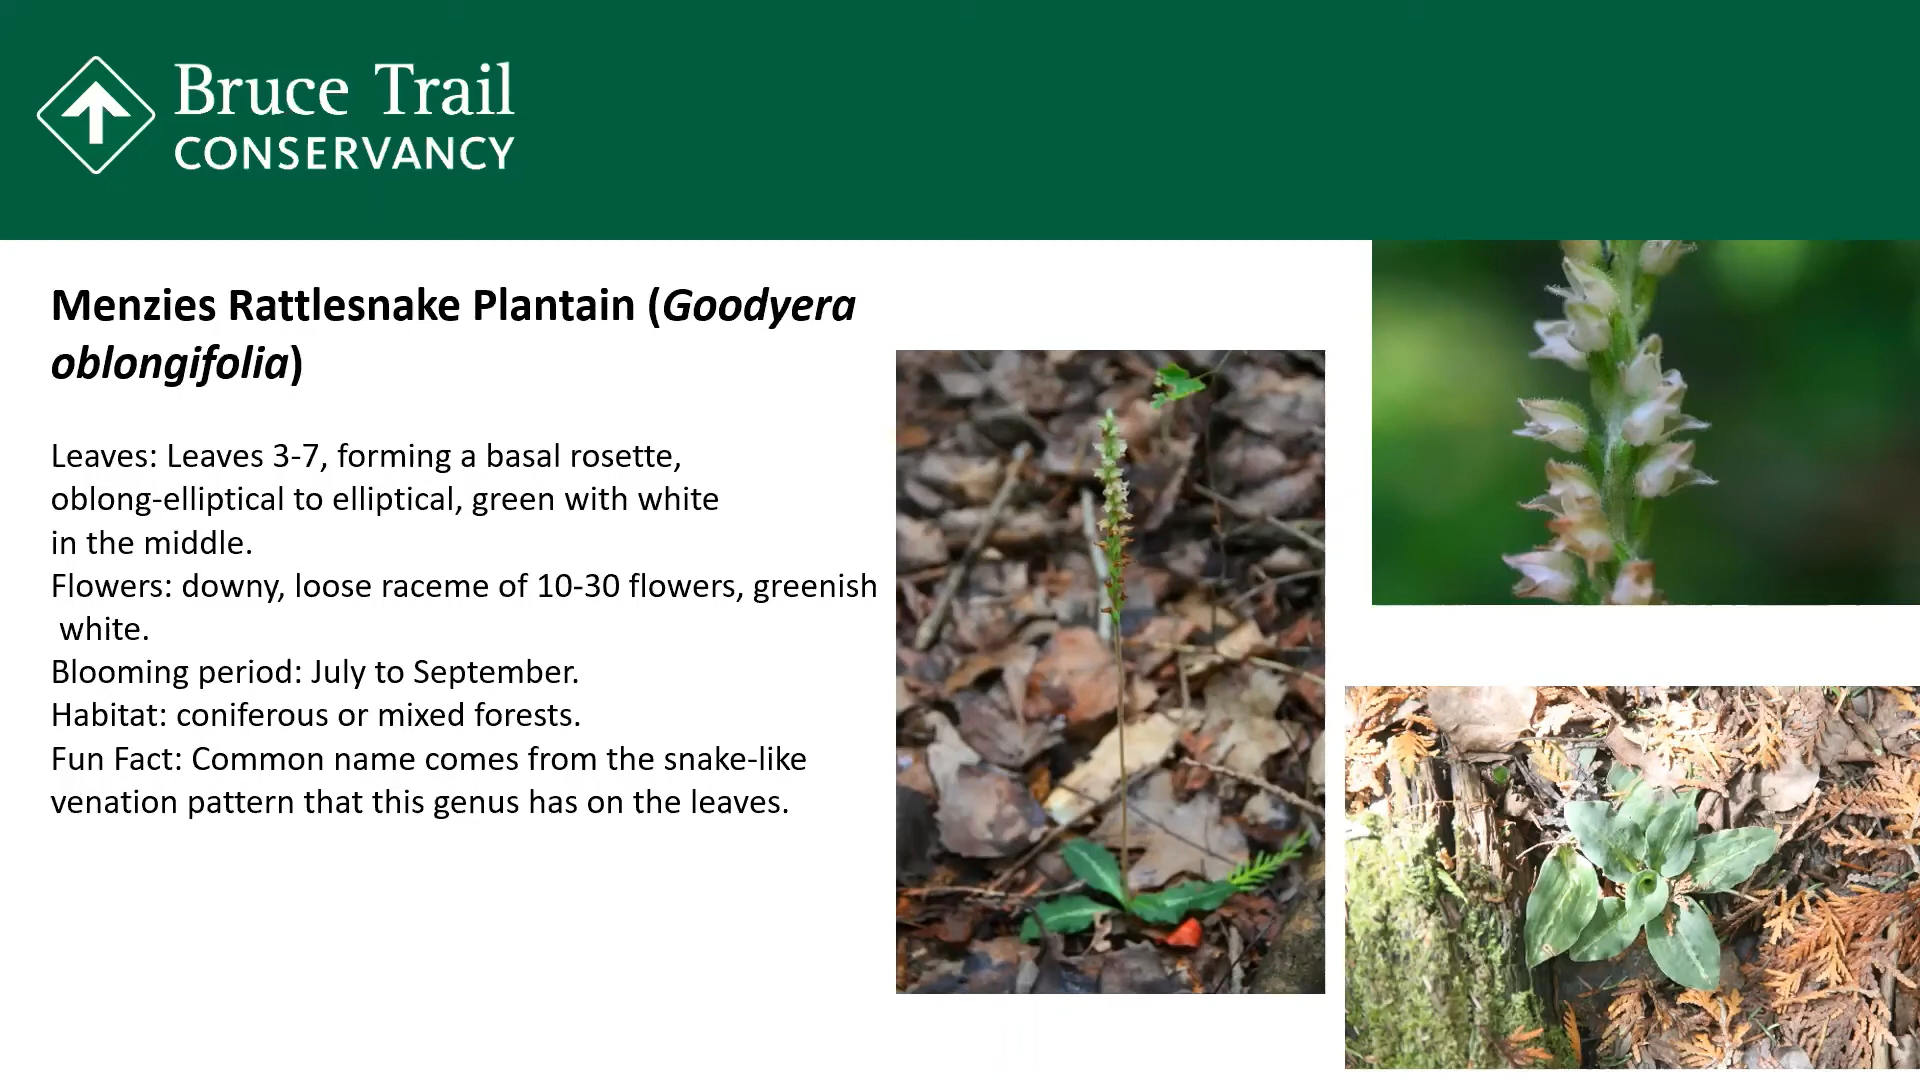 Bruce Trail
CONSERVANCY
Menzies Rattlesnake Plantain (Goodyera
oblongifolia)
Leaves: Leaves 3-7, forming a basal rosette,
oblong-elliptical to elliptical, green with white
in the middle.
Flowers: downy, loose raceme of 10-30 flowers, greenish
white.
Blooming period: July to September.
Habitat: coniferous or mixed forests.
Fun Fact: Common name comes from the snake-like
venation pattern that this genus has on the leaves.